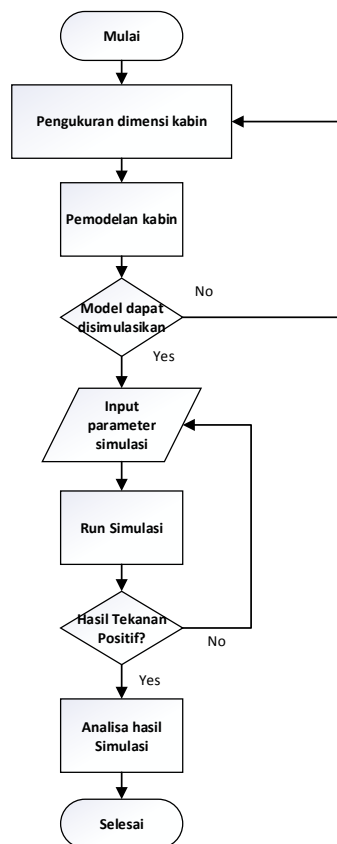 Mulai
Pengukuran dimensi kabin
Pemodelan kabin
Model dapat
disimulasikan
No
Yes
Input
parameter
simulasi
Run Simulasi
Hasil Tekanan
Positif?
No
Yes
Analisa hasil
Simulasi
Selesai